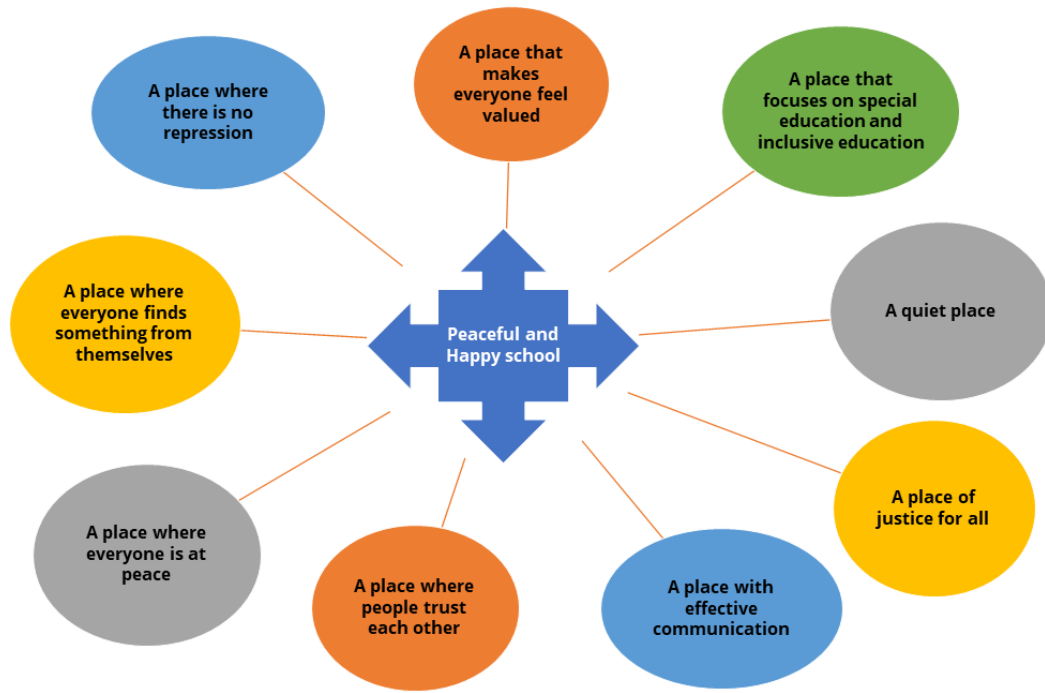 A place that
makes
everyone feel
valued
A place that
focuses on special
education and
inclusive education
A quiet place
A place of
justice for all
A place with
effective
communication
A place where
people trust
each other
A place where
everyone is at
peace
A place where
everyone finds
something from
themselves
A place where
there is no
repression
Peaceful and
Happy school